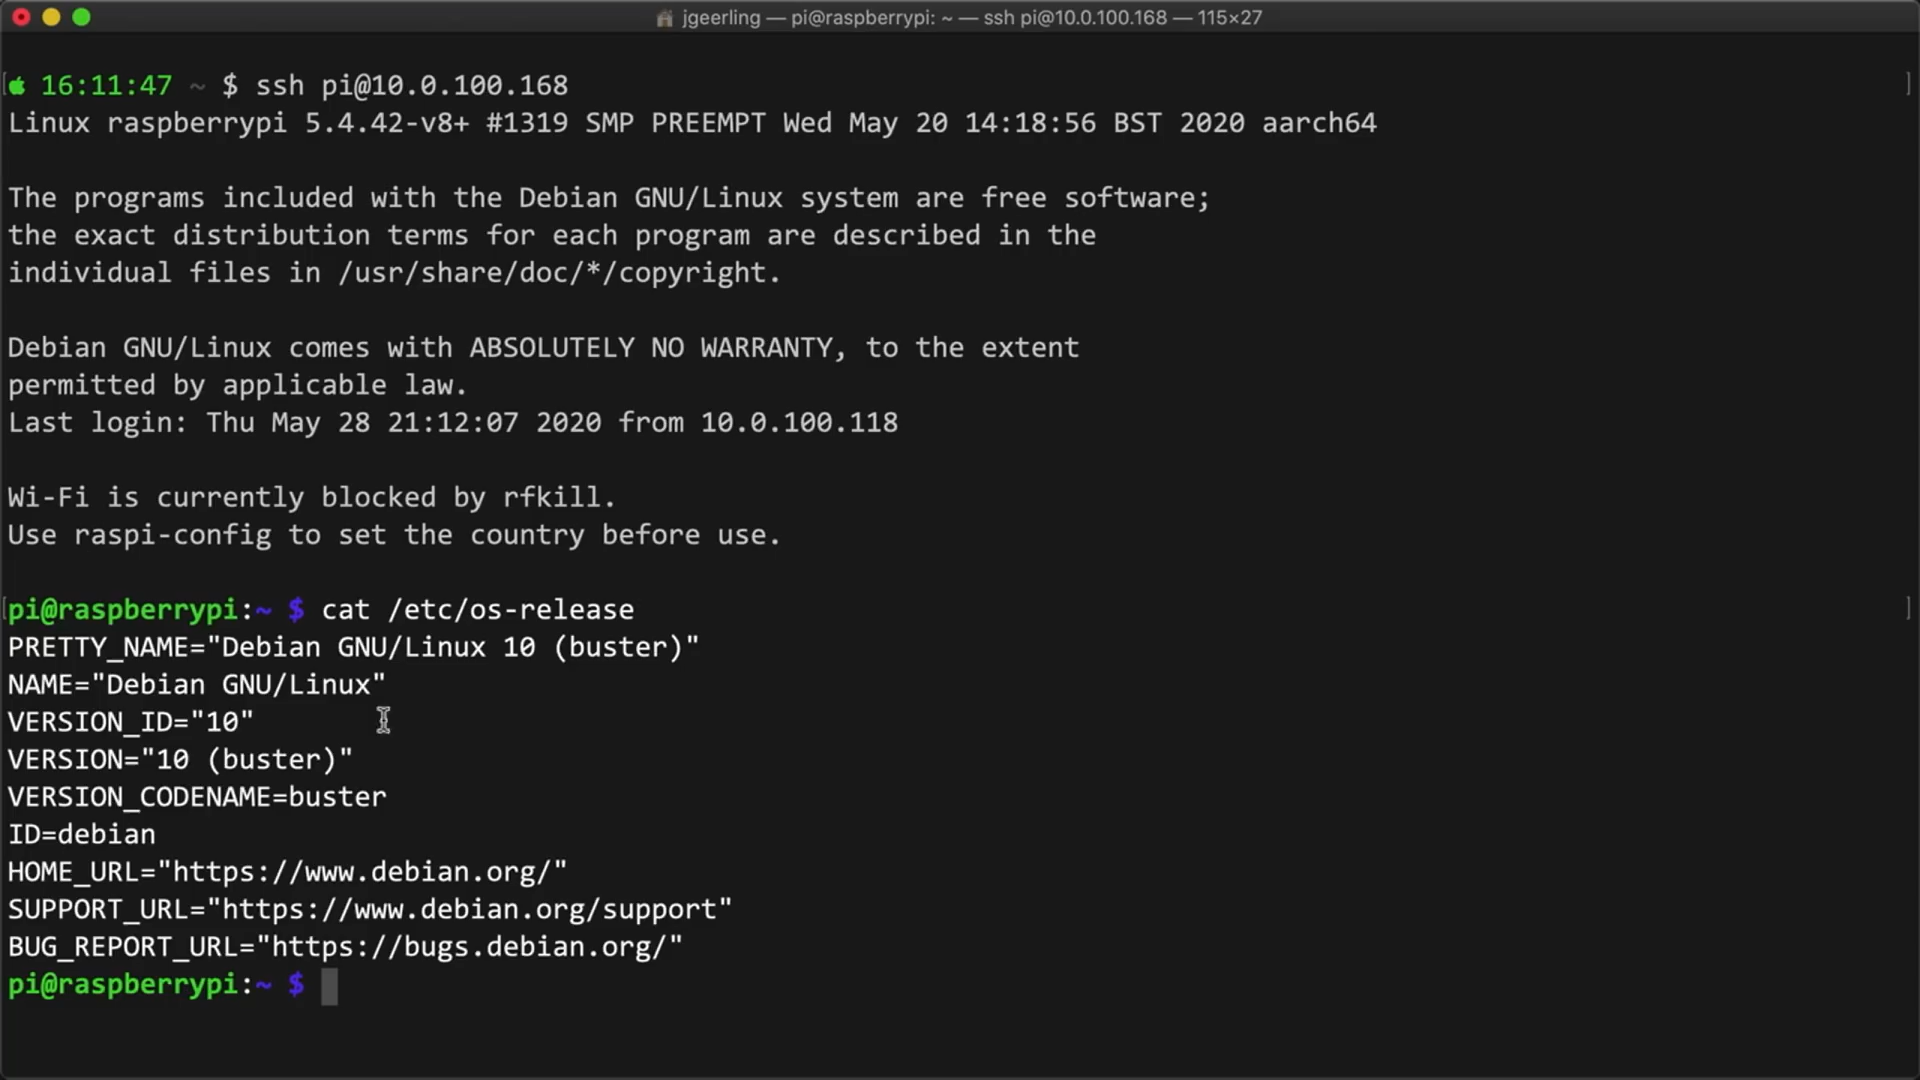 jgeerling — pi@raspberrypi: ~ — ssh pi@10.0.100.168 — 115×27
16:11:47 ~ $ ssh pi@10.0.100.168
Linux raspberrypi 5.4.42-v8+ #1319 SMP PREEMPT Wed May 20 14:18:56 BST 2020 aarch64
The programs included with the Debian GNU/Linux system are free software;
the exact distribution terms for each program are described in the
individual files in /usr/share/doc/*/copyright.
Debian GNU/Linux comes with ABSOLUTELY NO WARRANTY, to the extent
permitted by applicable law.
Last login: Thu May 28 21:12:07 2020 from 10.0.100.118
Wi-Fi is currently blocked by rfkill.
Use raspi-config to set the country before use.
pi@raspberrypi:~ $ cat /etc/os-release
PRETTY_NAME="Debian GNU/Linux 10 (buster)"
NAME="Debian GNU/Linux"
VERSION_ID="10"
VERSION="10 (buster)"
VERSION_CODENAME=buster
ID=debian
HOME_URL="https://www.debian.org/"
SUPPORT_URL="https://www.debian.org/support"
BUG_REPORT_URL="https://bugs.debian.org/"
pi@raspberrypi:~ $